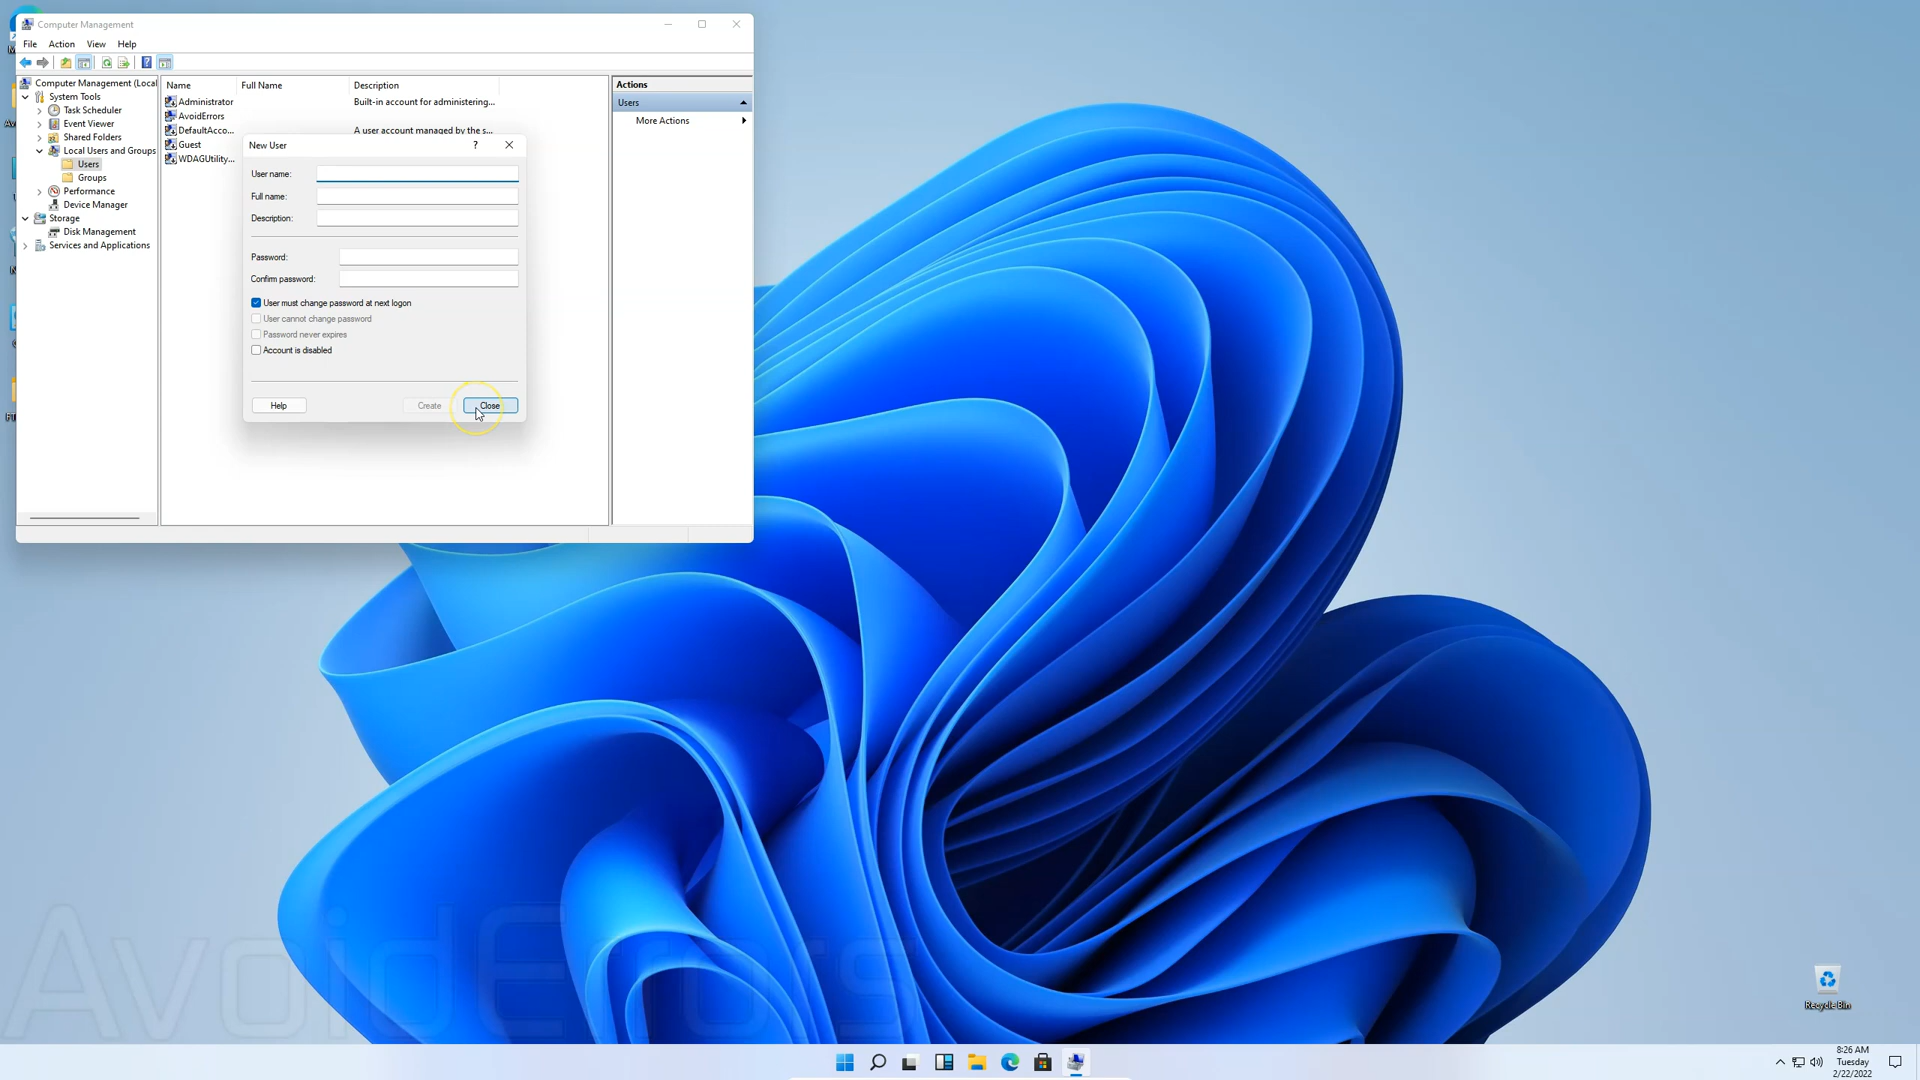 Computer Management
File Action View Help
Computer Management (Local
System Tools
Task Scheduler
Event Viewer
Shared Folders
Local Users and Groups
Users
Groups
Performance
Device Manager
Storage
Disk Management
Services and Applications
Name Full Name Description
Administrator Built-in account for administering...
AvoidErrors
DefaultAcco... A user account managed by the s...
Guest
WDAGUtility...
Actions
Users
More Actions
New User
User name:
Full name:
Description:
Password:
Confirm password:
User must change password at next logon
User cannot change password
Password never expires
Account is disabled
Help Create Close
AvoidErrors
Recycle Bin
8:26 AM
Tuesday
2/22/2022